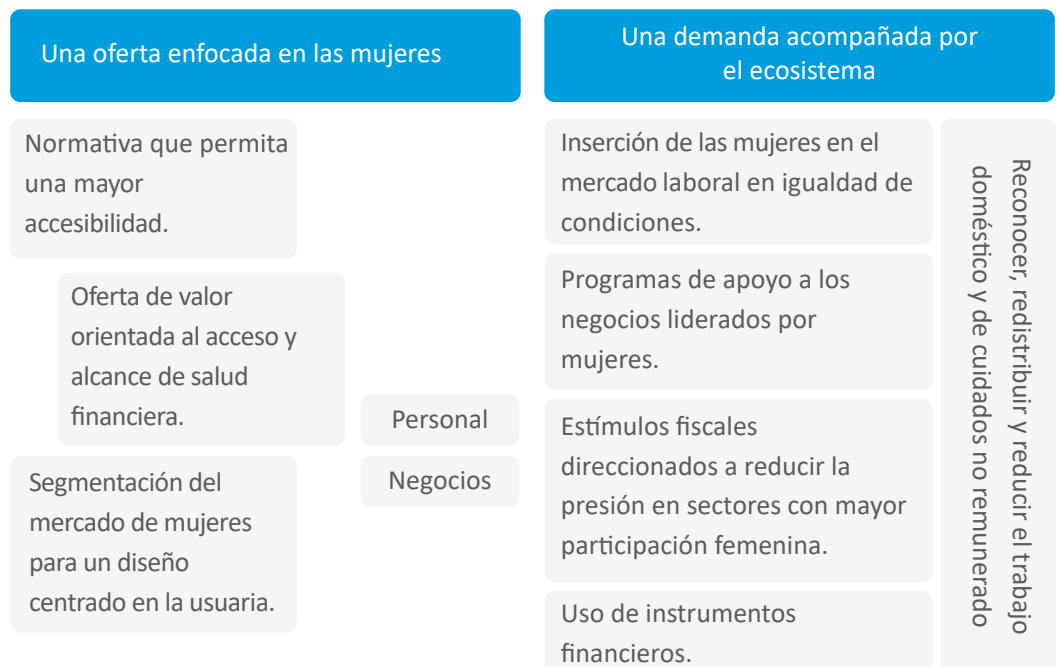 Una oferta enfocada en las mujeres
Normativa que permita
una mayor
accesibilidad.
Oferta de valor
orientada al acceso y
alcance de salud
financiera.
Personal
Negocios
Segmentación del
mercado de mujeres
para un diseño
centrado en la usuaria.
Una demanda acompañada por
el ecosistema
Inserción de las mujeres en el
mercado laboral en igualdad de
condiciones.
Programas de apoyo a los
negocios liderados por
mujeres.
Estímulos fiscales
direccionados a reducir la
presión en sectores con mayor
participación femenina.
Uso de instrumentos
financieros.
Reconocer, redistribuir y reducir el trabajo
doméstico y de cuidados no remunerado